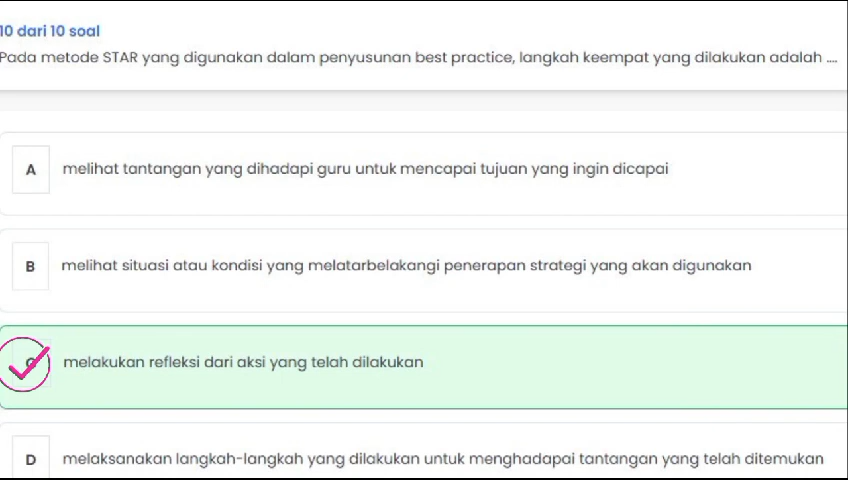 10 dari 10 soal
Pada metode STAR yang digunakan dalam penyusunan best practice, langkah keempat yang dilakukan adalah ....
A melihat tantangan yang dihadapi guru untuk mencapai tujuan yang ingin dicapai
B melihat situasi atau kondisi yang melatarbelakangi penerapan strategi yang akan digunakan
C melakukan refleksi dari aksi yang telah dilakukan
D melaksanakan langkah-langkah yang dilakukan untuk menghadapai tantangan yang telah ditemukan